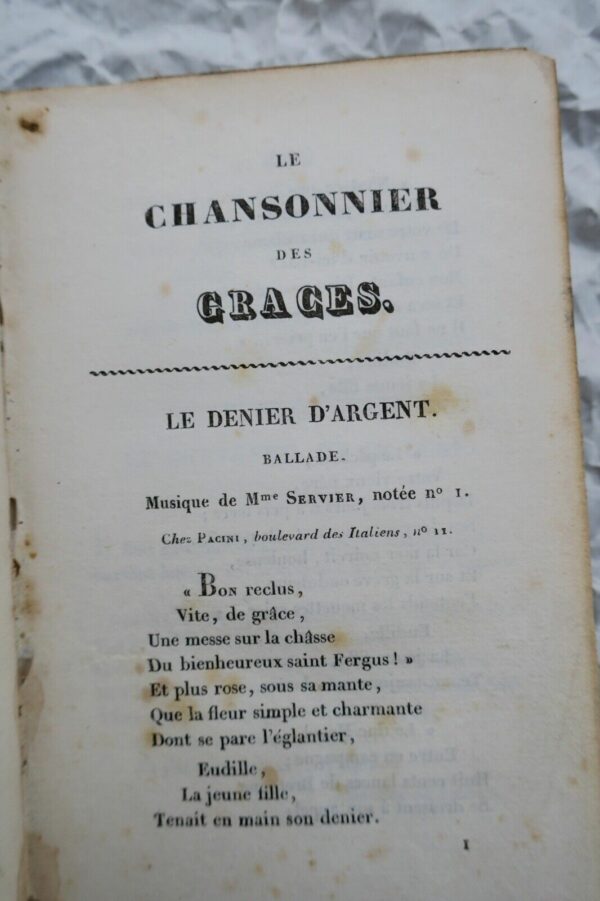 LE
CHANSONNIER
DES
GRACES.
LE DENIER D'ARGENT.
BALLADE.
Musique de Mme SERVIER, notée no 1.
Chez PACINI, boulevard des Italiens, no 11.
« BON reclus,
Vite, de grâce,
Une messe sur la châsse
Du bienheureux saint Fergus! »
Et plus rose, sous sa mante,
Que la fleur simple et charmante
Dont se pare l'églantier,
Eudille,
La jeune fille,
Tenait en main son denier.
1